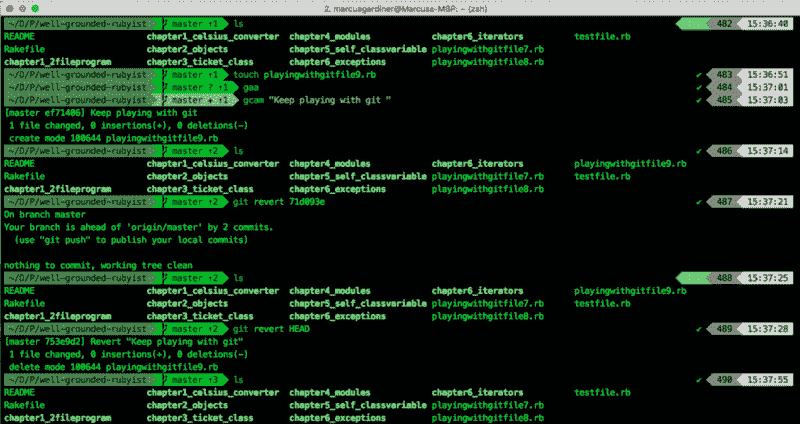 2. marcusgardiner@Marcuss-MBP: ~ (zsh)
~/D/P/well-grounded-rubyist master ↑1 ls 482 15:36:40
README chapter1_celsius_converter chapter4_modules chapter6_iterators testfile.rb
Rakefile chapter2_objects chapter5_self_classvariable playingwithgitfile7.rb
chapter1_2fileprogram chapter3_ticket_class chapter6_exceptions playingwithgitfile8.rb
~/D/P/well-grounded-rubyist master ↑1 touch playingwithgitfile9.rb ✔ 483 15:36:51
~/D/P/well-grounded-rubyist master ? ↑1 gaa ✔ 484 15:37:01
~/D/P/well-grounded-rubyist master ↑1 gcam "Keep playing with git " ✔ 485 15:37:03
[master ef71406] Keep playing with git
1 file changed, 0 insertions(+), 0 deletions(-)
create mode 100644 playingwithgitfile9.rb
~/D/P/well-grounded-rubyist master ↑2 ls ✔ 486 15:37:14
README chapter1_celsius_converter chapter4_modules chapter6_iterators playingwithgitfile9.rb
Rakefile chapter2_objects chapter5_self_classvariable playingwithgitfile7.rb testfile.rb
chapter1_2fileprogram chapter3_ticket_class chapter6_exceptions playingwithgitfile8.rb
~/D/P/well-grounded-rubyist master ↑2 git revert 71d093e ✔ 487 15:37:21
On branch master
Your branch is ahead of 'origin/master' by 2 commits.
(use "git push" to publish your local commits)
nothing to commit, working tree clean
~/D/P/well-grounded-rubyist master ↑2 ls 488 15:37:25
README chapter1_celsius_converter chapter4_modules chapter6_iterators playingwithgitfile9.rb
Rakefile chapter2_objects chapter5_self_classvariable playingwithgitfile7.rb testfile.rb
chapter1_2fileprogram chapter3_ticket_class chapter6_exceptions playingwithgitfile8.rb
~/D/P/well-grounded-rubyist master ↑2 git revert HEAD ✔ 489 15:37:28
[master 753e9d2] Revert "Keep playing with git"
1 file changed, 0 insertions(+), 0 deletions(-)
delete mode 100644 playingwithgitfile9.rb
~/D/P/well-grounded-rubyist master ↑3 ls ✔ 490 15:37:55
README chapter1_celsius_converter chapter4_modules chapter6_iterators testfile.rb
Rakefile chapter2_objects chapter5_self_classvariable playingwithgitfile7.rb
chapter1_2fileprogram chapter3_ticket_class chapter6_exceptions playingwithgitfile8.rb